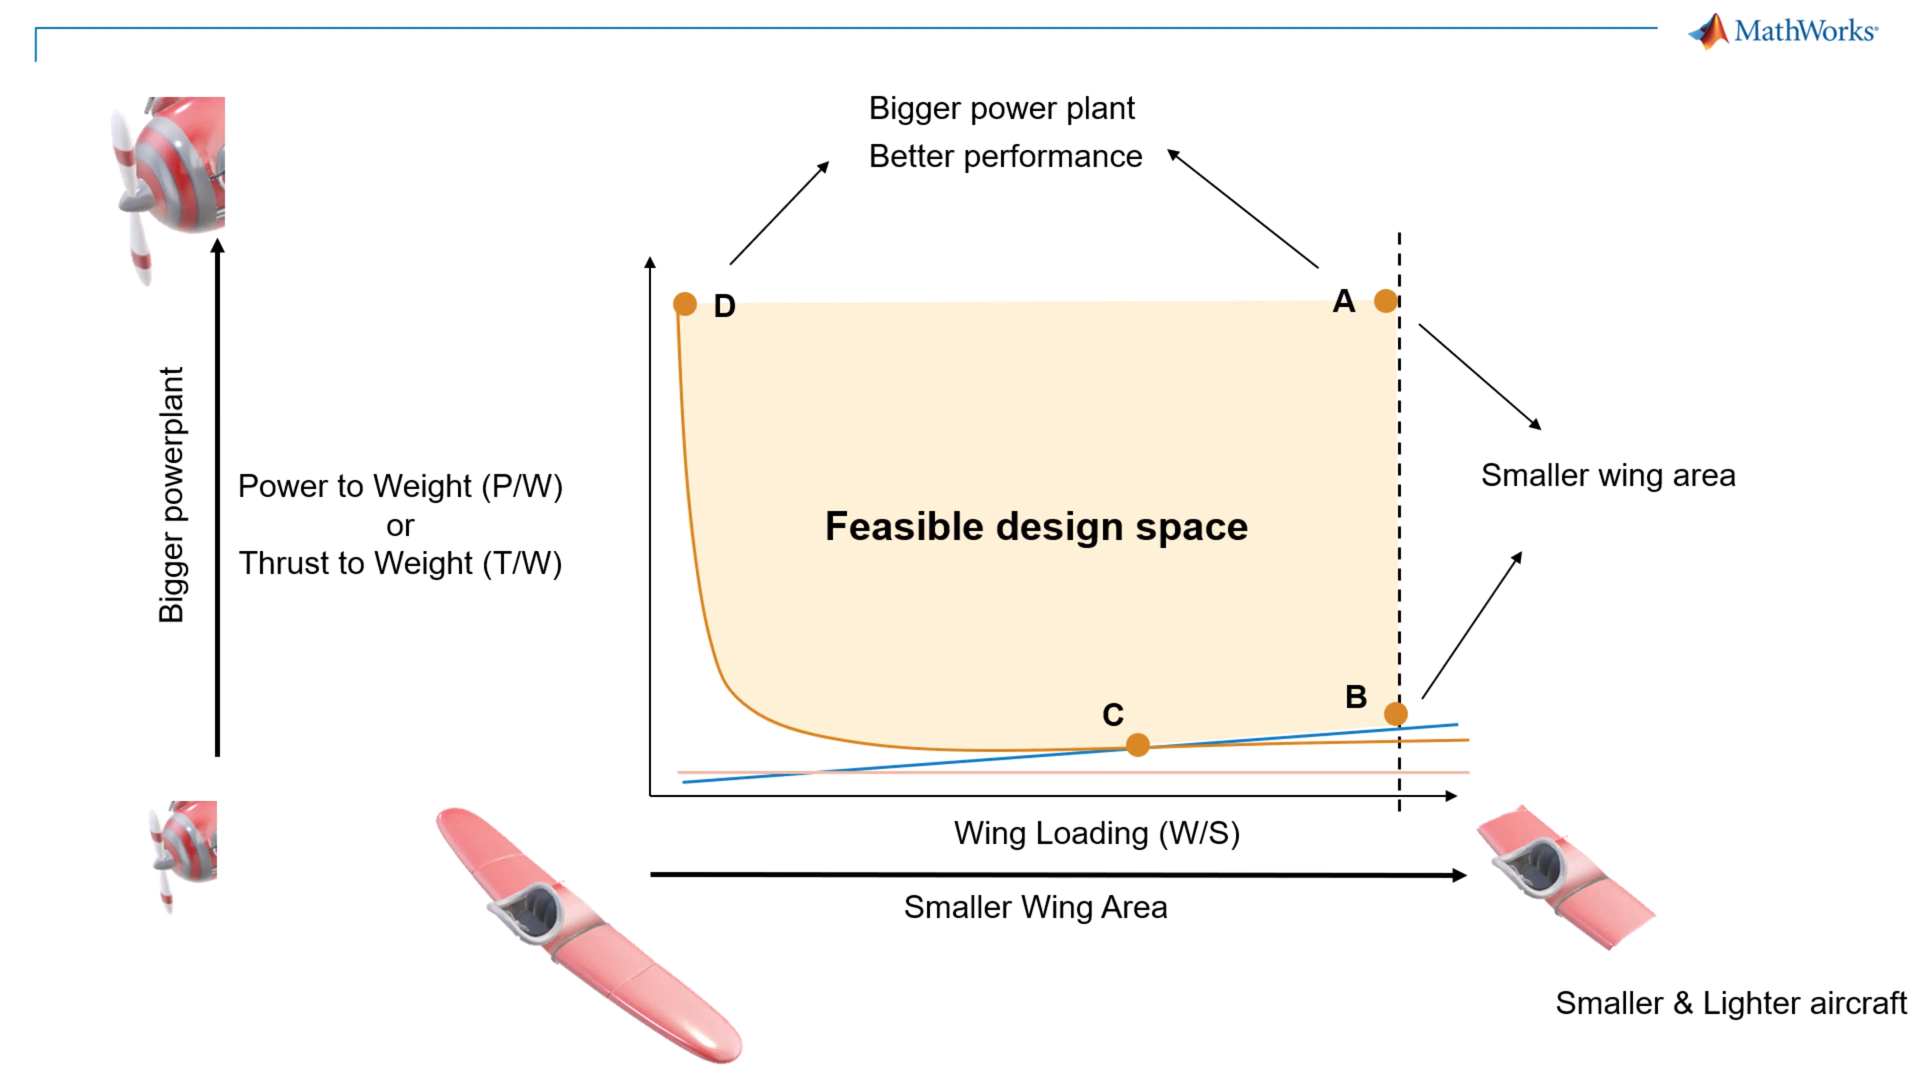 MathWorks
Bigger power plant
Better performance
D
A
Bigger powerplant
Power to Weight (P/W)
or
Thrust to Weight (T/W)
Smaller wing area
Feasible design space
C
B
Wing Loading (W/S)
Smaller Wing Area
Smaller & Lighter aircraft